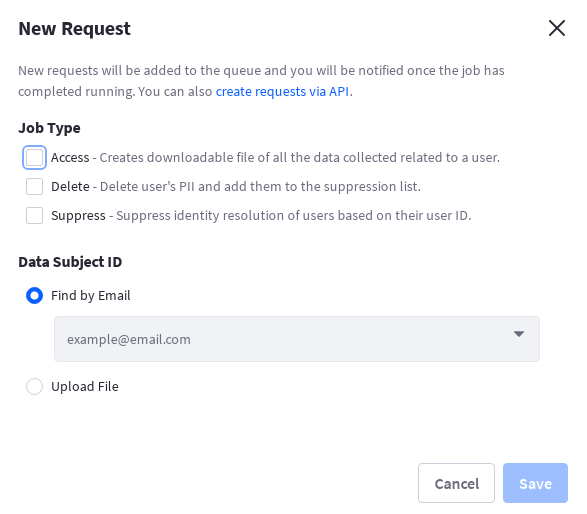 New Request
New requests will be added to the queue and you will be notified once the job has
completed running. You can also create requests via API.
Job Type
Access - Creates downloadable file of all the data collected related to a user.
Delete - Delete user's PII and add them to the suppression list.
Suppress - Suppress identity resolution of users based on their user ID.
Data Subject ID
Find by Email
example@email.com
Upload File
Cancel Save